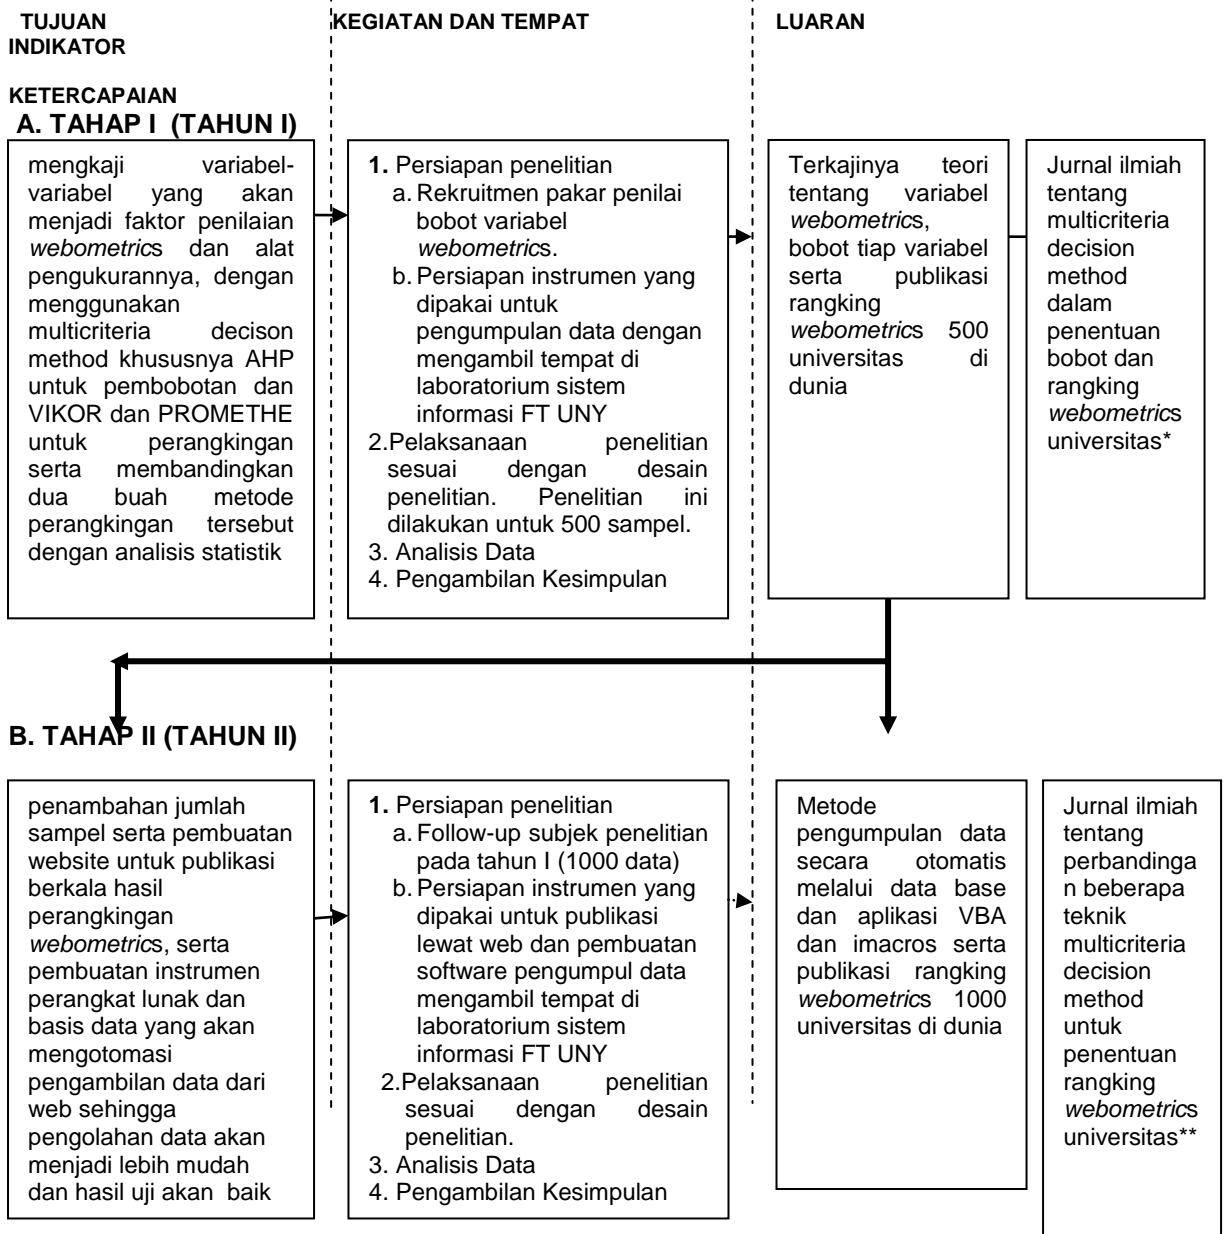 TUJUAN
INDIKATOR
KETERCAPAIAN
KEGIATAN DAN TEMPAT
LUARAN
A. TAHAP I (TAHUN I)
mengkaji variabel-
variabel yang akan
menjadi faktor penilaian
webometrics dan alat
pengukurannya, dengan
menggunakan
multicriteria decison
method khususnya AHP
untuk pembobotan dan
VIKOR dan PROMETHE
untuk perangkingan
serta membandingkan
dua buah metode
perangkingan tersebut
dengan analisis statistik
1. Persiapan penelitian
a. Rekruitmen pakar penilai
bobot variabel
webometrics.
b. Persiapan instrumen yang
dipakai untuk
pengumpulan data dengan
mengambil tempat di
laboratorium sistem
informasi FT UNY
2.Pelaksanaan penelitian
sesuai dengan desain
penelitian. Penelitian ini
dilakukan untuk 500 sampel.
3. Analisis Data
4. Pengambilan Kesimpulan
Terkajinya teori
tentang variabel
webometrics,
bobot tiap variabel
serta publikasi
rangking
webometrics 500
universitas di
dunia
Jurnal ilmiah
tentang
multicriteria
decision
method
dalam
penentuan
bobot dan
rangking
webometrics
universitas*
B. TAHAP II (TAHUN II)
penambahan jumlah
sampel serta pembuatan
website untuk publikasi
berkala hasil
perangkingan
webometrics, serta
pembuatan instrumen
perangkat lunak dan
basis data yang akan
mengotomasi
pengambilan data dari
web sehingga
pengolahan data akan
menjadi lebih mudah
dan hasil uji akan baik
1. Persiapan penelitian
a. Follow-up subjek penelitian
pada tahun I (1000 data)
b. Persiapan instrumen yang
dipakai untuk publikasi
lewat web dan pembuatan
software pengumpul data
mengambil tempat di
laboratorium sistem
informasi FT UNY
2.Pelaksanaan penelitian
sesuai dengan desain
penelitian.
3. Analisis Data
4. Pengambilan Kesimpulan
Metode
pengumpulan data
secara otomatis
melalui data base
dan aplikasi VBA
dan imacros serta
publikasi rangking
webometrics 1000
universitas di dunia
Jurnal ilmiah
tentang
perbandinga
n beberapa
teknik
multicriteria
decision
method
untuk
penentuan
rangking
webometrics
universitas**